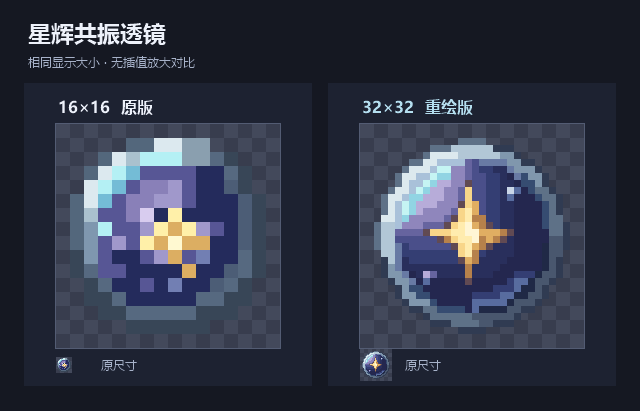 星辉共振透镜
相同显示大小 · 无插值放大对比
16×16 原版
32×32 重绘版
原尺寸
原尺寸